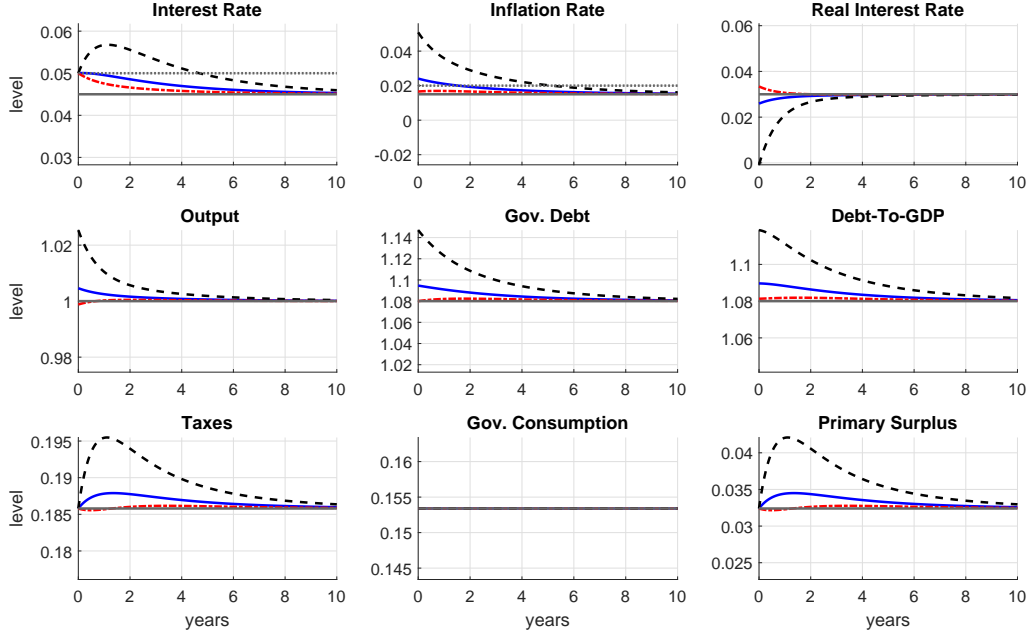 Interest Rate
level
0.06
0.05
0.04
0.03
0 2 4 6 8 10
Inflation Rate
0.04
0.02
0
-0.02
0 2 4 6 8 10
Real Interest Rate
0.06
0.04
0.02
0
0 2 4 6 8 10
Output
level
1.02
1
0.98
0 2 4 6 8 10
Gov. Debt
1.14
1.12
1.1
1.08
1.06
1.04
1.02
0 2 4 6 8 10
Debt-To-GDP
1.1
1.08
1.06
0 2 4 6 8 10
Taxes
level
0.195
0.19
0.185
0.18
0 2 4 6 8 10
years
Gov. Consumption
0.16
0.155
0.15
0.145
0 2 4 6 8 10
years
Primary Surplus
0.04
0.035
0.03
0.025
0 2 4 6 8 10
years